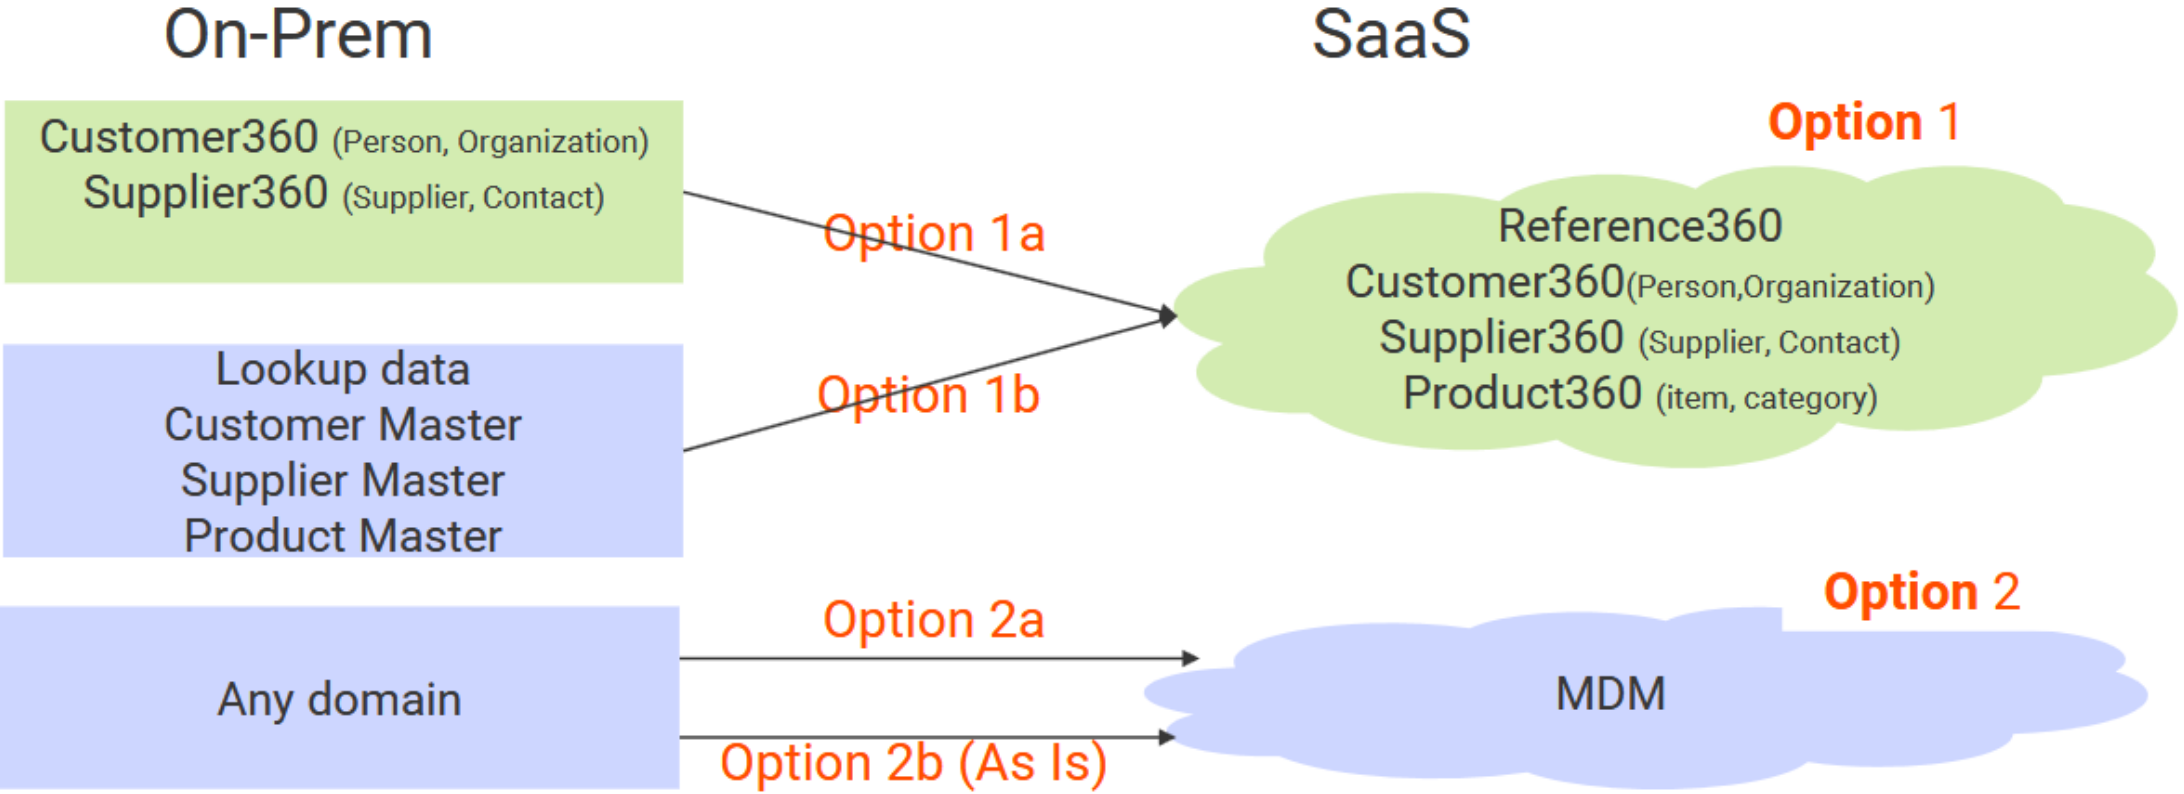 On-Prem
SaaS
Customer360 (Person, Organization)
Supplier360 (Supplier, Contact)
Option 1a
Option 1
Reference360
Customer360(Person,Organization)
Supplier360 (Supplier, Contact)
Product360 (item, category)
Lookup data
Customer Master
Supplier Master
Product Master
Option 1b
Any domain
Option 2a
Option 2b (As Is)
Option 2
MDM